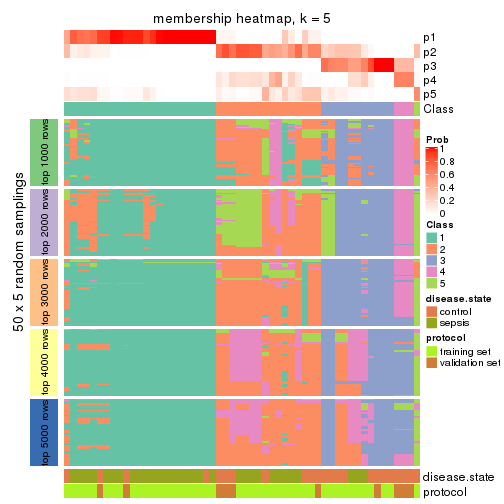 membership heatmap, k = 5
p1
p2
p3
p4
p5
Class
50 x 5 random samplings
top 1000 rows
top 2000 rows
top 3000 rows
top 4000 rows
top 5000 rows
disease.state
protocol
Prob
1
0.8
0.6
0.4
0.2
0
Class
1
2
3
4
5
disease.state
control
sepsis
protocol
training set
validation set